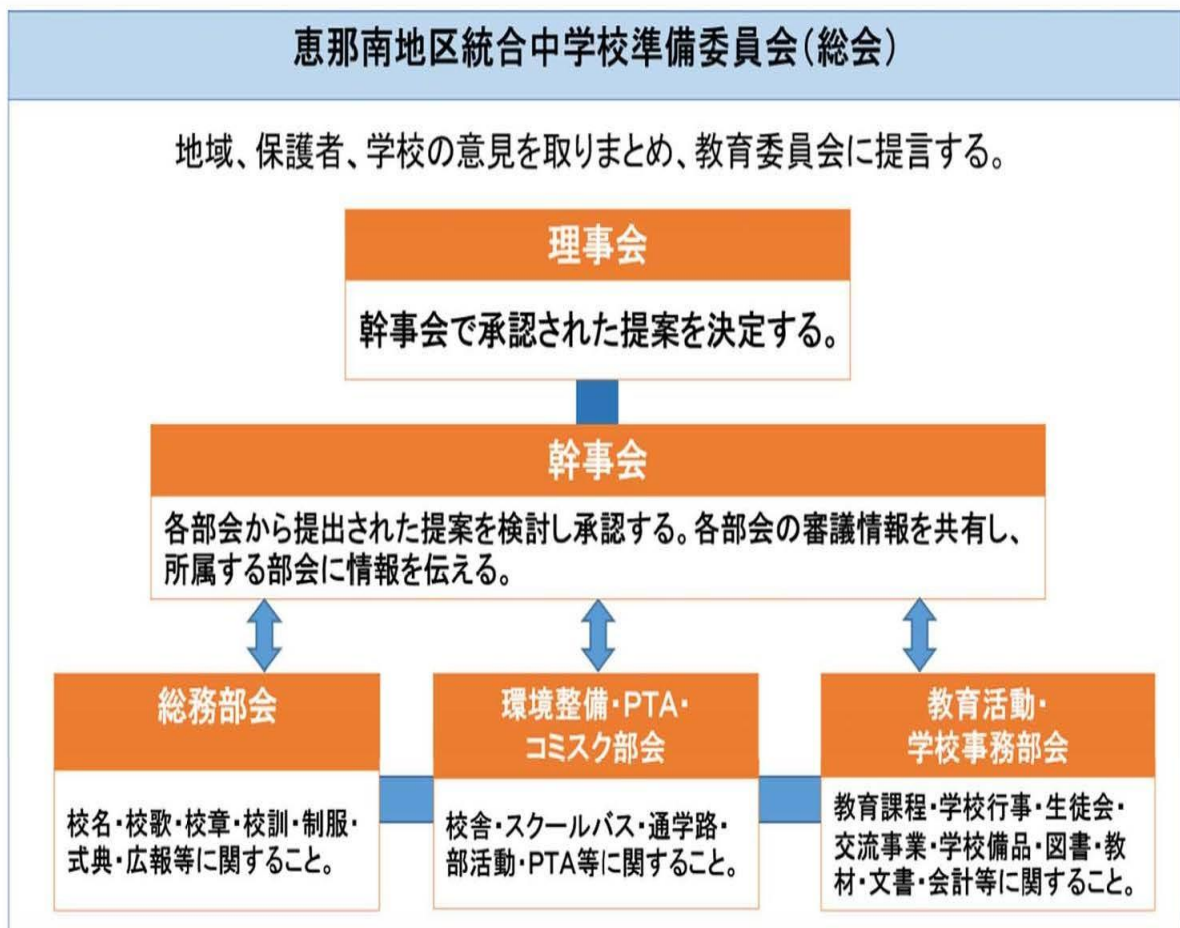 恵那南地区統合中学校準備委員会（総会）
地域、保護者、学校の意見を取りまとめ、教育委員会に提言する。
理事会
幹事会で承認された提案を決定する。
幹事会
各部会から提出された提案を検討し承認する。各部会の審議情報を共有し、
所属する部会に情報を伝える。
総務部会
校名・校歌・校章・校訓・制服・
式典・広報等に関すること。
環境整備・PTA・
コミスク部会
校舎・スクールバス・通学路・
部活動・PTA等に関すること。
教育活動・
学校事務部会
教育課程・学校行事・生徒会・
交流事業・学校備品・図書・教
材・文書・会計等に関すること。